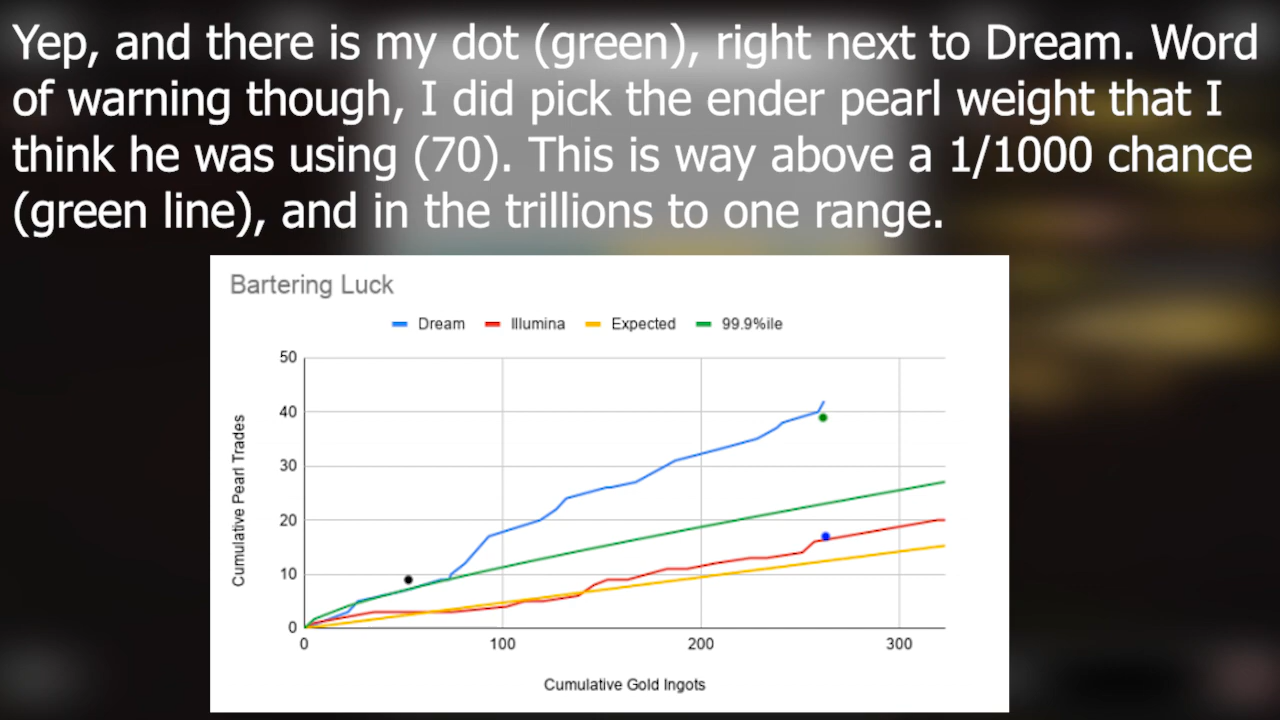 Yep, and there is my dot (green), right next to Dream. Word
of warning though, I did pick the ender pearl weight that I
think he was using (70). This is way above a 1/1000 chance
(green line), and in the trillions to one range.
Bartering Luck
Dream Illumina Expected 99.9%ile
Cumulative Pearl Trades
50
40
30
20
10
0
0 100 200 300
Cumulative Gold Ingots